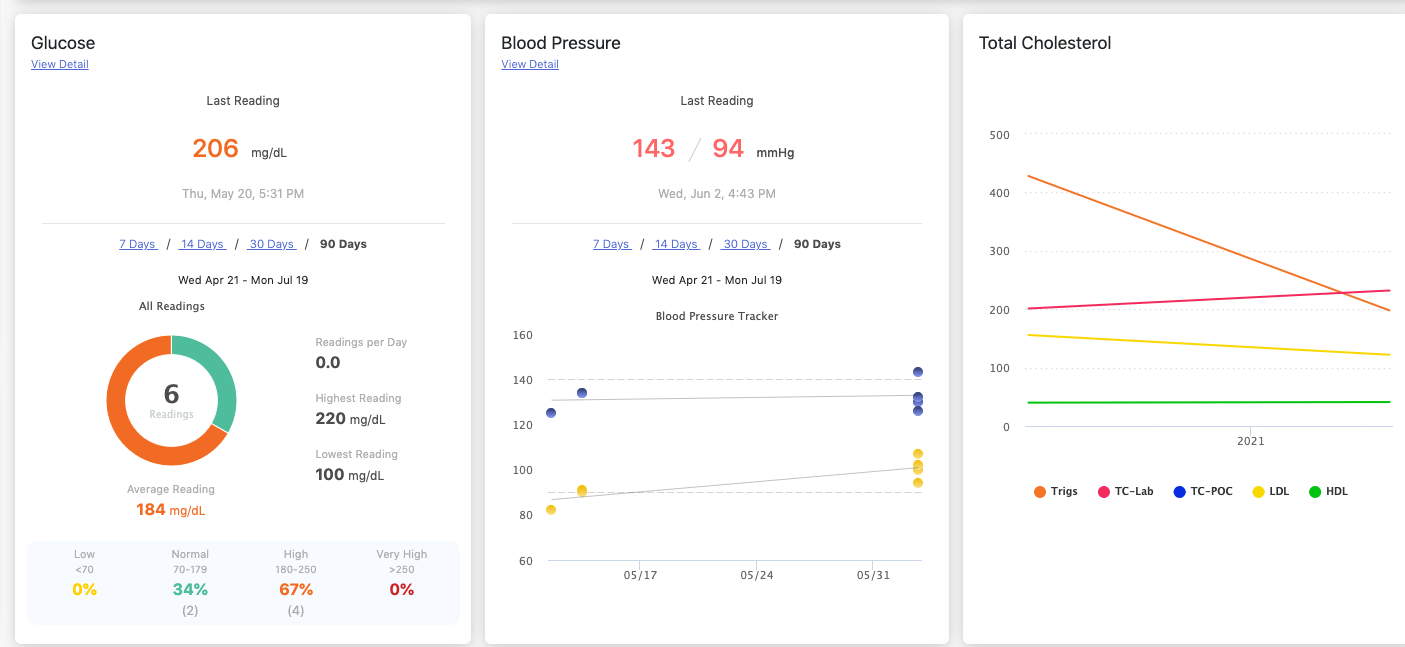 Glucose
View Detail
Last Reading
206 mg/dL
Thu, May 20, 5:31 PM
7 Days / 14 Days / 30 Days / 90 Days
Wed Apr 21 - Mon Jul 19
All Readings
6
Readings
Readings per Day
0.0
Highest Reading
220 mg/dL
Lowest Reading
100 mg/dL
Average Reading
184 mg/dL
Low Normal High Very High
<70 70-179 180-250 >250
0% 34% 67% 0%
(2) (4)
Blood Pressure
View Detail
Last Reading
143 / 94 mmHg
Wed, Jun 2, 4:43 PM
7 Days / 14 Days / 30 Days / 90 Days
Wed Apr 21 - Mon Jul 19
Blood Pressure Tracker
160
140
120
100
80
60
05/17 05/24 05/31
Total Cholesterol
500
400
300
200
100
0
2021
Trigs TC-Lab TC-POC LDL HDL